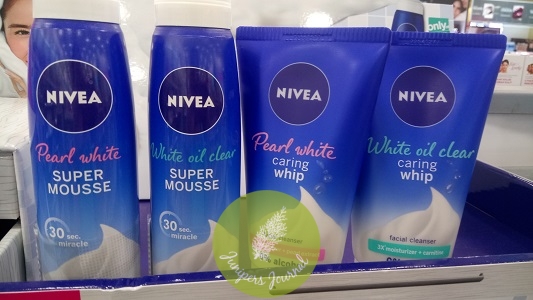 NIVEA
Pearl white
SUPER
MOUSSE
30 sec.
miracle
NIVEA
White oil clear
SUPER
MOUSSE
30 sec.
miracle
NIVEA
Pearl white
caring
whip
NIVEA
White oil clear
caring
whip
facial cleanser
Junipers Journal
only